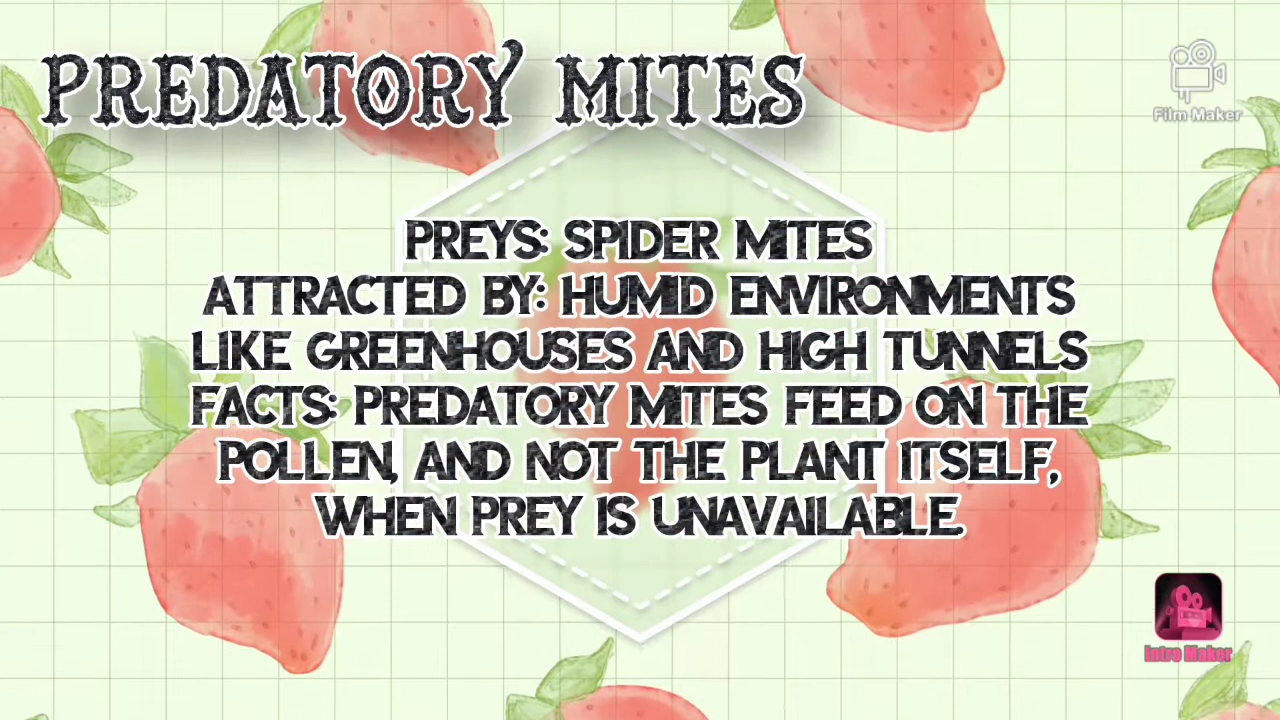 PREDATORY MITES
Film Maker
PREYS: SPIDER MITES
ATTRACTED BY: HUMID ENVIRONMENTS
LIKE GREENHOUSES AND HIGH TUNNELS
FACTS: PREDATORY MITES FEED ON THE
POLLEN, AND NOT THE PLANT ITSELF,
WHEN PREY IS UNAVAILABLE.
Intro Maker